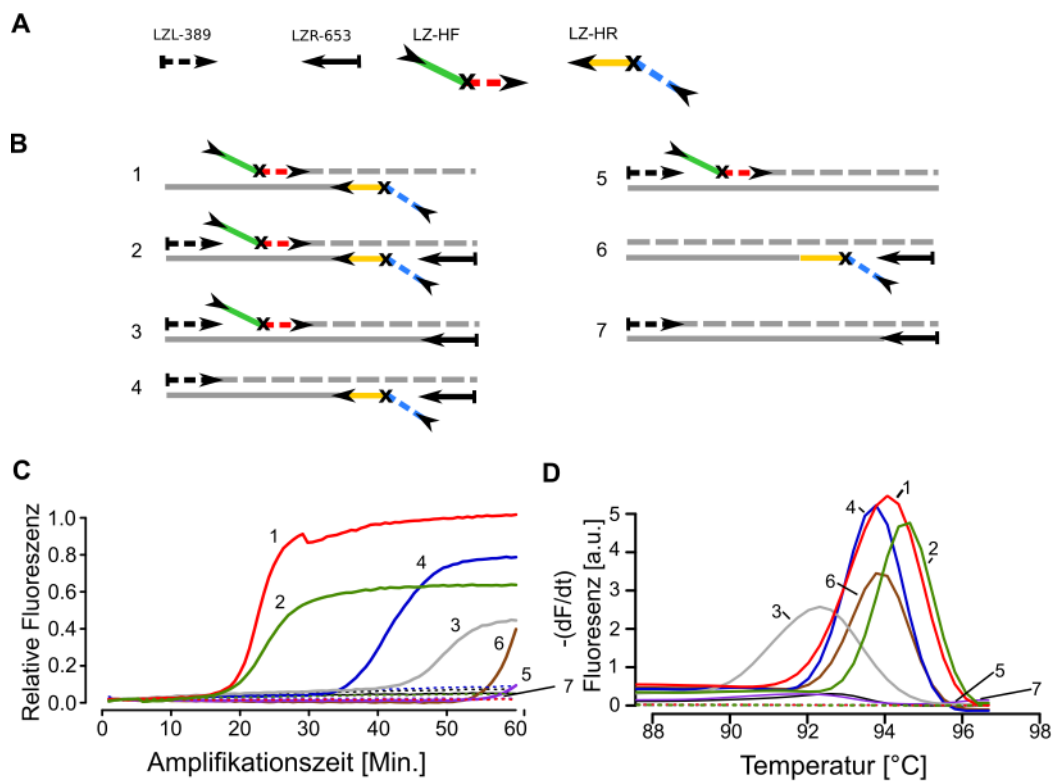 A
LZL-389 LZR-653 LZ-HF LZ-HR
B
1
2
3
4
5
6
7
C
Relative Fluoreszenz
1.0
0.8
0.6
0.4
0.2
0.0
0 10 20 30 40 50 60
Amplifikationszeit [Min.]
1
2
4
3
6
5
7
D
-(dF/dt)
Fluoresenz [a.u.]
5
4
3
2
1
0
88 90 92 94 96 98
Temperatur [°C]
1
4
2
6
3
5
7